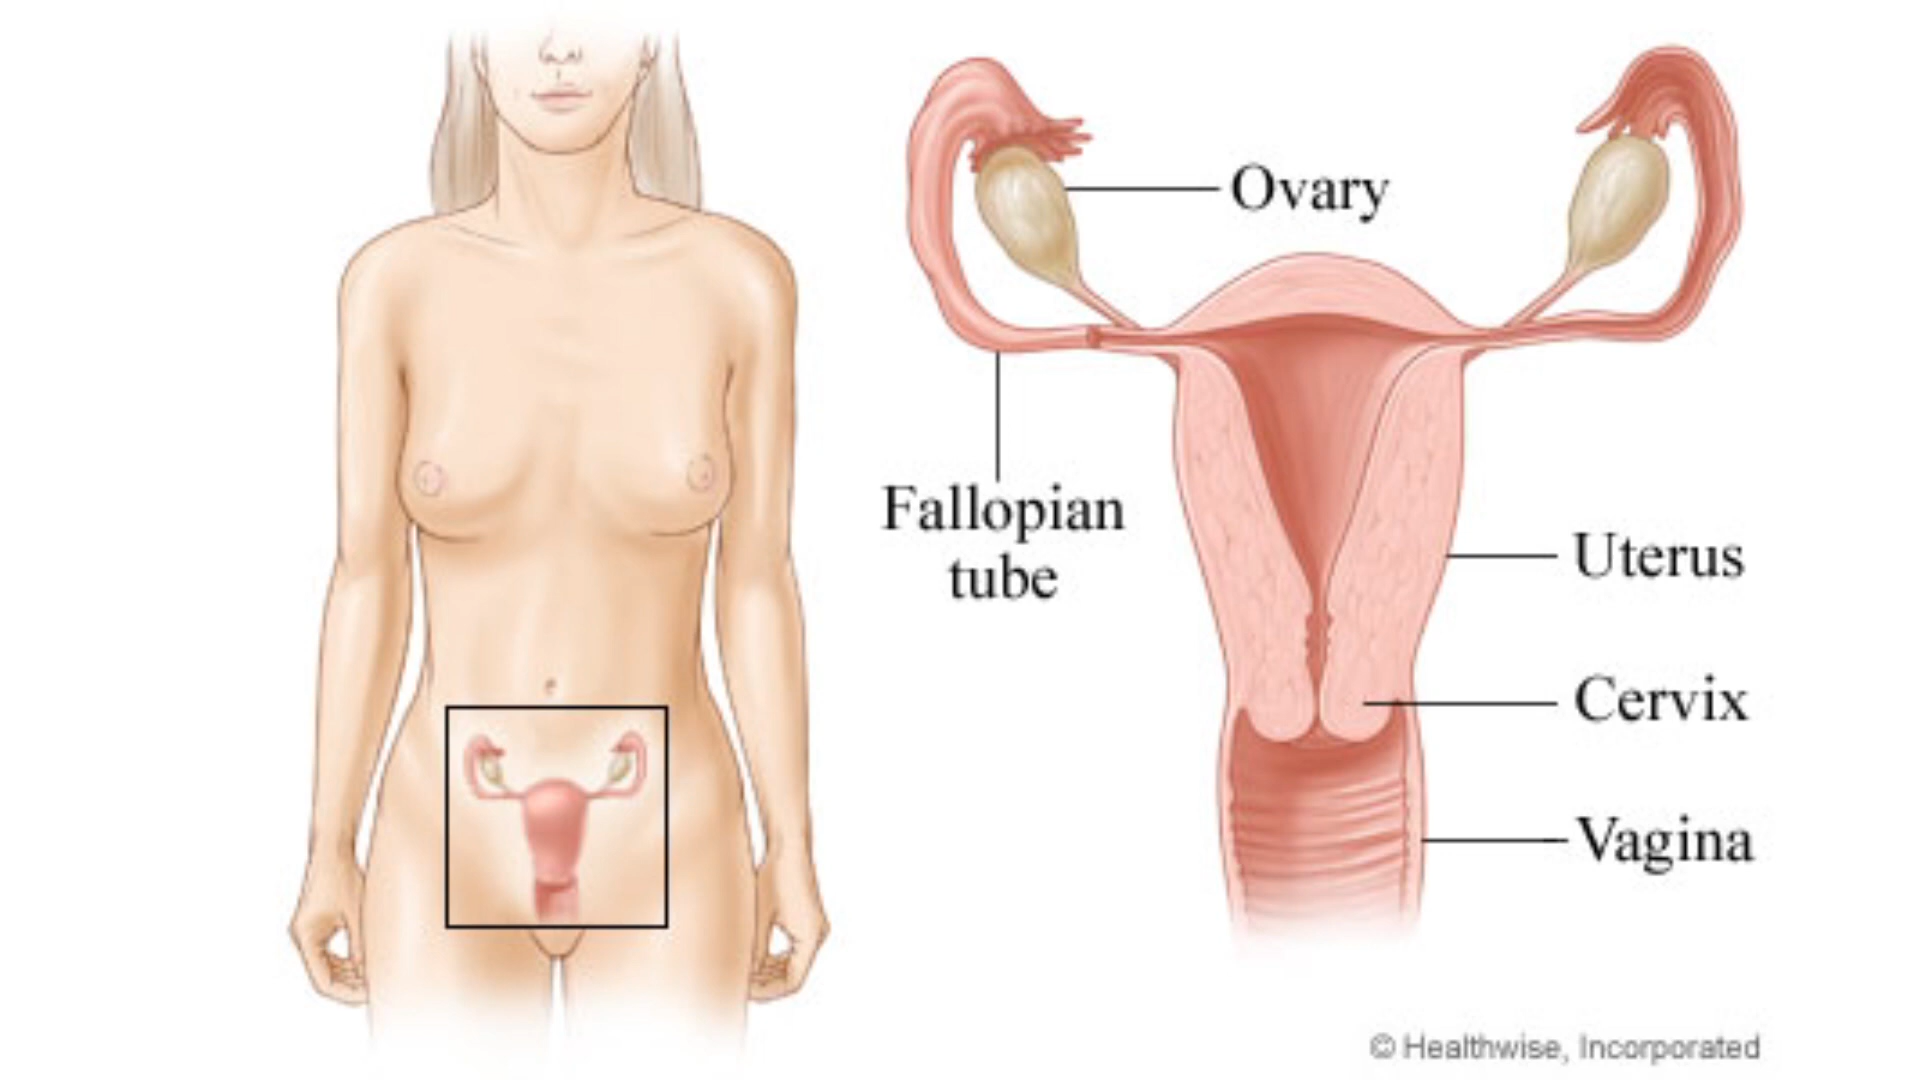 Ovary
Fallopian
tube
Uterus
Cervix
Vagina
© Healthwise, Incorporated